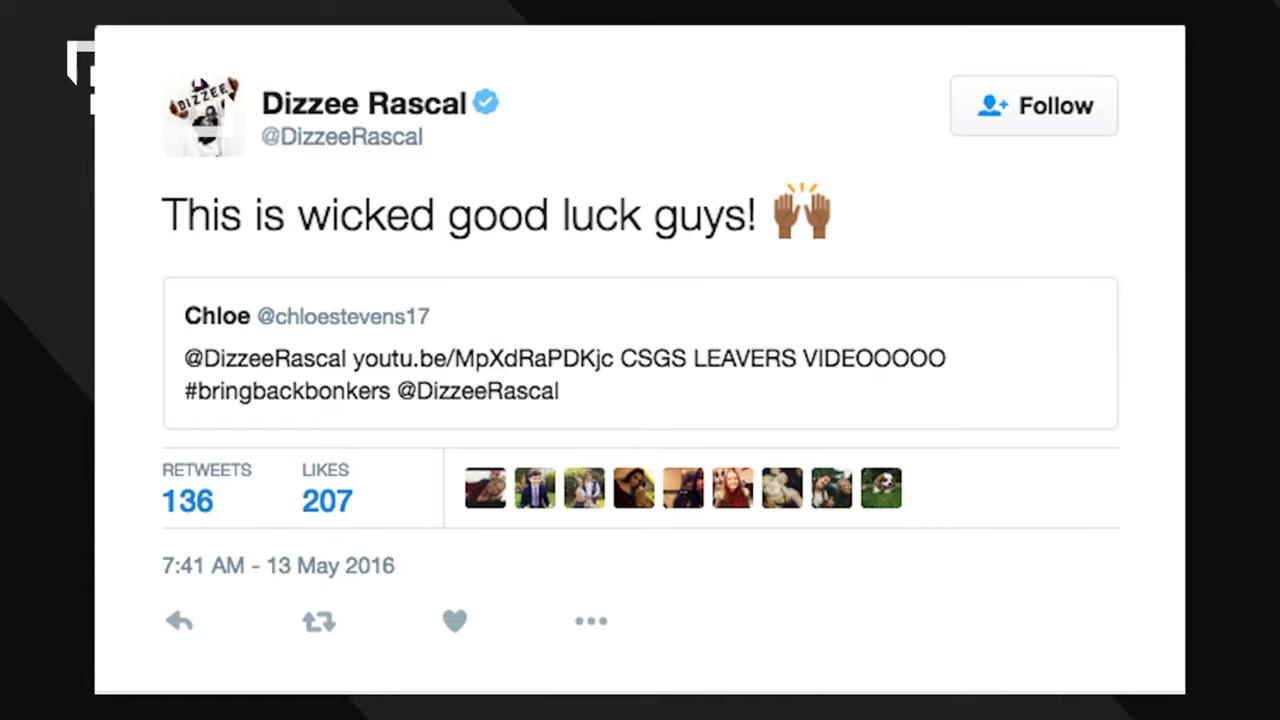 DIZZEE
Dizzee Rascal
@DizzeeRascal
Follow
This is wicked good luck guys! 🙌🏾
Chloe @chloestevens17
@DizzeeRascal youtu.be/MpXdRaPDKjc CSGS LEAVERS VIDEOOOOO
#bringbackbonkers @DizzeeRascal
RETWEETS LIKES
136 207
7:41 AM - 13 May 2016